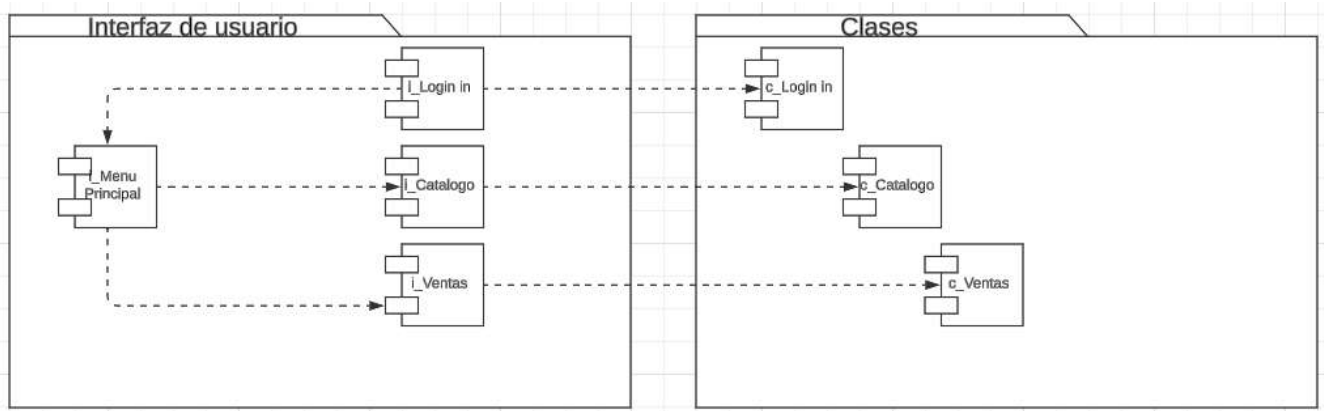 Interfaz de usuario
Clases
i_Login in
c_Login in
i_Menu
Principal
i_Catalogo
c_Catalogo
i_Ventas
c_Ventas